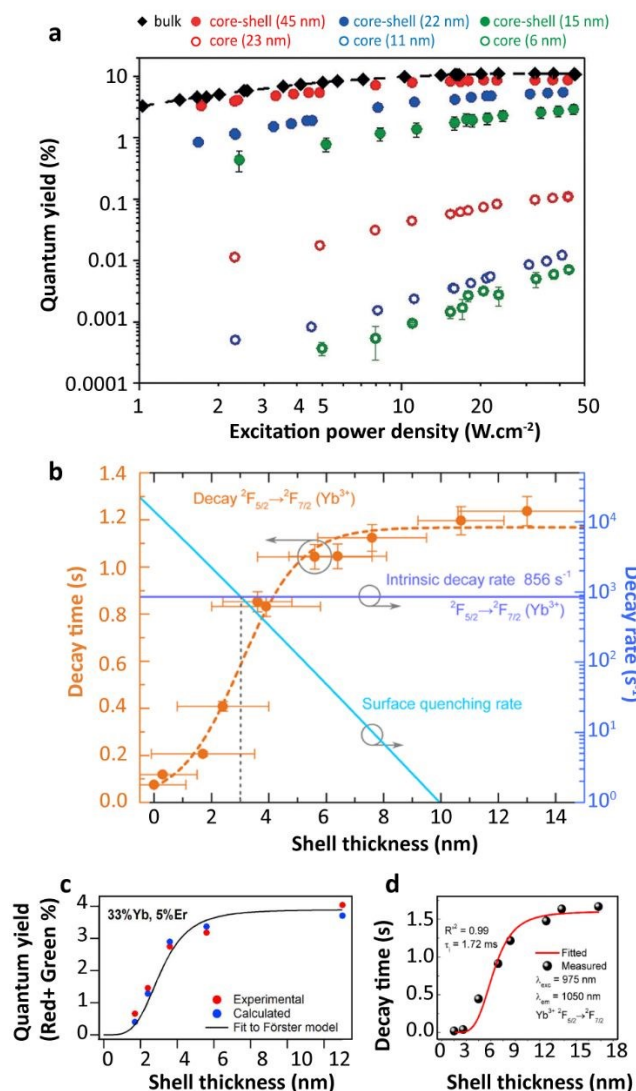 a
bulk core-shell (45 nm) core-shell (22 nm) core-shell (15 nm)
core (23 nm) core (11 nm) core (6 nm)
Quantum yield (%)
10
1
0.1
0.01
0.001
0.0001
1 2 3 4 5 10 20 30 50
Excitation power density (W.cm⁻²)
b
Decay ²F₅/₂→²F₇/₂ (Yb³⁺)
Intrinsic decay rate 856 s⁻¹
²F₅/₂→²F₇/₂ (Yb³⁺)
Surface quenching rate
Decay time (s)
1.4
1.2
1.0
0.8
0.6
0.4
0.2
0.0
Decay rate (s⁻¹)
10⁴
10³
10²
10¹
10⁰
0 2 4 6 8 10 12 14
Shell thickness (nm)
c
33%Yb, 5%Er
Quantum yield
(Red+ Green %)
4
3
2
1
0
Experimental
Calculated
Fit to Förster model
0 2 4 6 8 10 12
Shell thickness (nm)
d
Decay time (s)
1.5
1.0
0.5
0.0
R'² = 0.99
τᵢ = 1.72 ms
Fitted
Measured
λexc = 975 nm
λem = 1050 nm
Yb³⁺ ²F₅/₂→²F₇/₂
0 3 6 9 12 15 18
Shell thickness (nm)